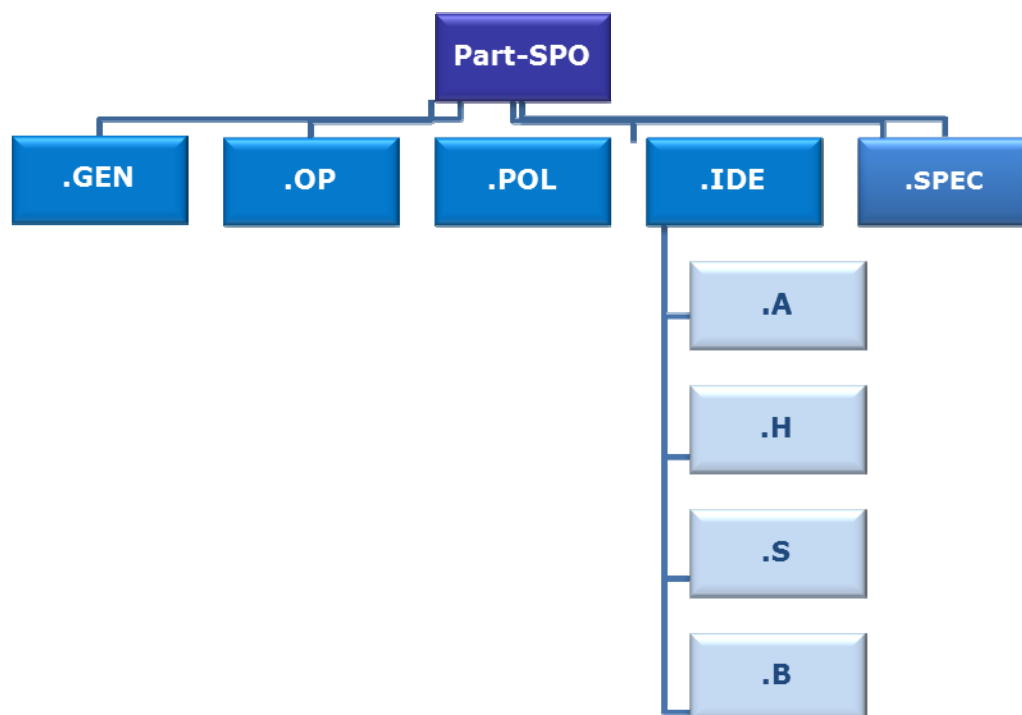 Part-SPO
.GEN
.OP
.POL
.IDE
.SPEC
.A
.H
.S
.B